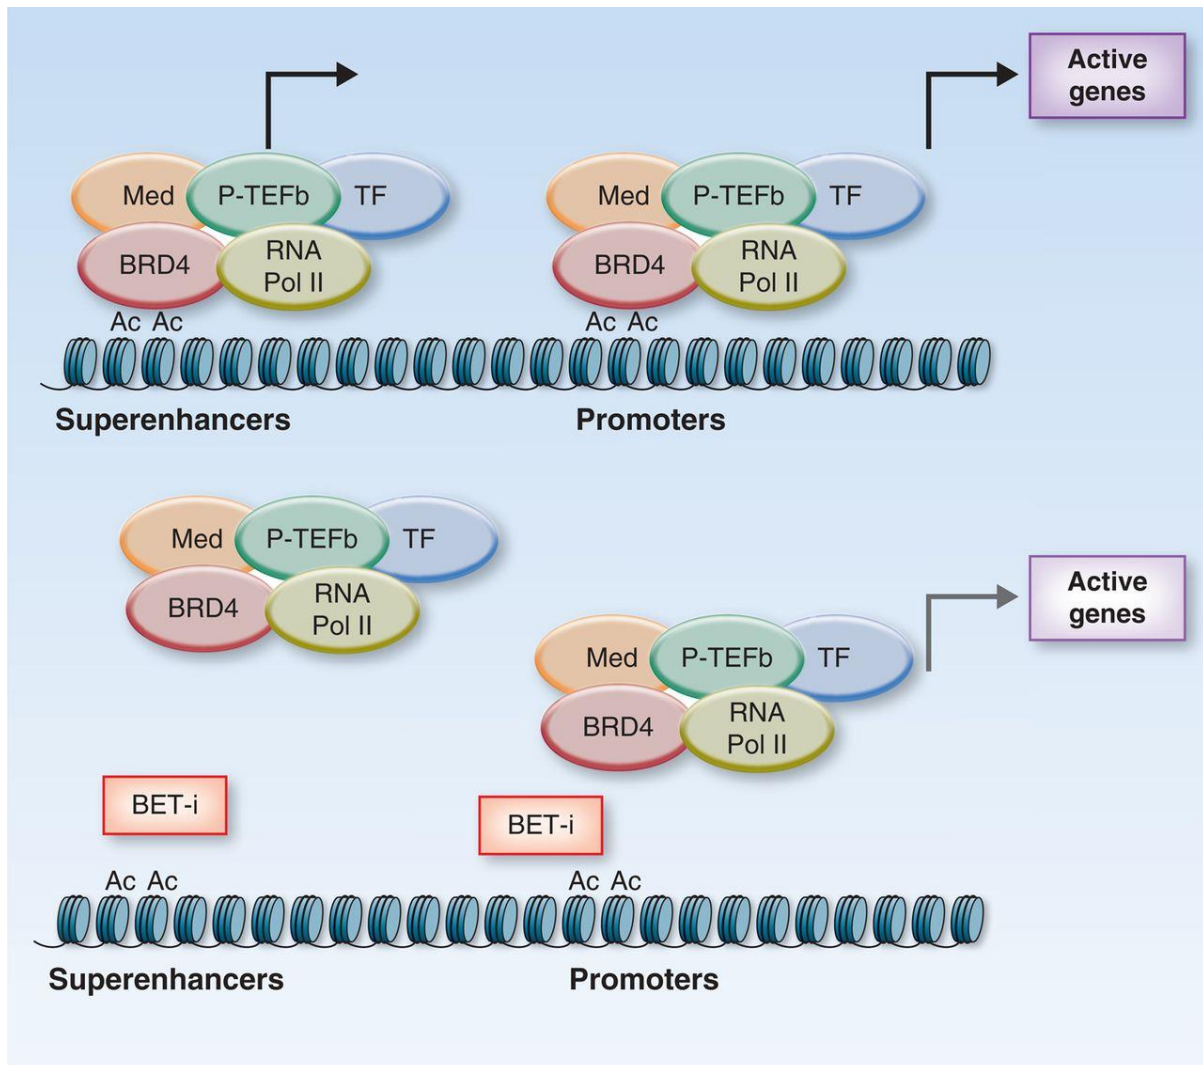 Active
genes
Med
P-TEFb
TF
BRD4
RNA
Pol II
Ac Ac
Superenhancers
Med
P-TEFb
TF
BRD4
RNA
Pol II
Ac Ac
Promoters
Med
P-TEFb
TF
BRD4
RNA
Pol II
Active
genes
Med
P-TEFb
TF
BRD4
RNA
Pol II
BET-i
BET-i
Ac Ac
Ac Ac
Superenhancers
Promoters